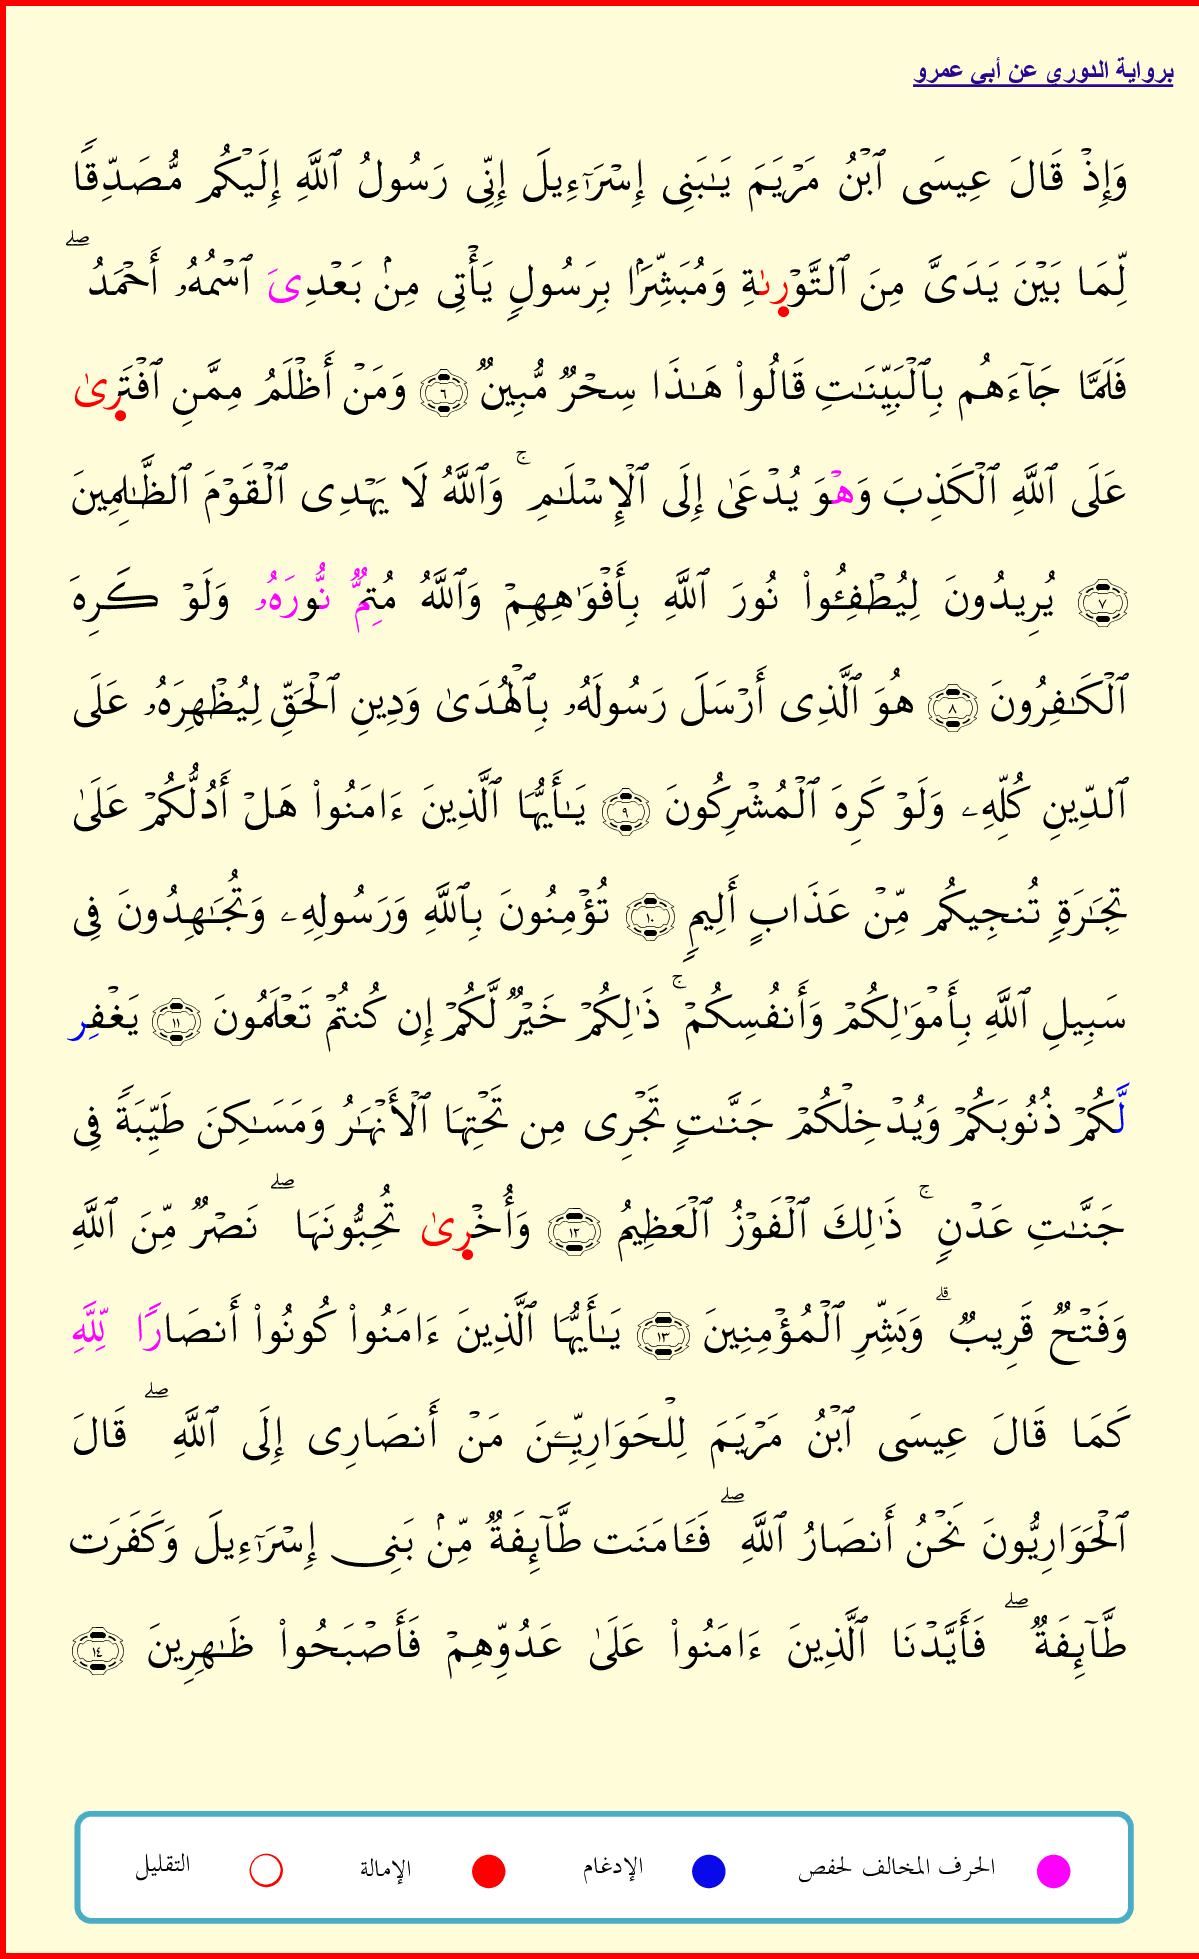 برواية الدوري عن أبي عمرو
وَإِذۡ قَالَ عِيسَى ٱبۡنُ مَرۡيَمَ يَٰبَنِى إِسۡرَٰٓءِيلَ إِنِّى رَسُولُ ٱللَّهِ إِلَيۡكُم مُّصَدِّقًا
لِّمَا بَيۡنَ يَدَىَّ مِنَ ٱلتَّوۡرىٰةِ وَمُبَشِّرَۢا بِرَسُولٍ يَأۡتِى مِنۢ بَعۡدِىَ ٱسۡمُهُۥ أَحۡمَدُۖ
فَلَمَّا جَآءَهُم بِٱلۡبَيِّنَٰتِ قَالُواْ هَٰذَا سِحۡرٌ مُّبِينٌ ٦ وَمَنۡ أَظۡلَمُ مِمَّنِ ٱفۡتَرىٰ
عَلَى ٱللَّهِ ٱلۡكَذِبَ وَهۡوَ يُدۡعَىٰ إِلَى ٱلۡإِسۡلَٰمِۚ وَٱللَّهُ لَا يَهۡدِى ٱلۡقَوۡمَ ٱلظَّٰلِمِينَ
٧ يُرِيدُونَ لِيُطۡفِـُٔواْ نُورَ ٱللَّهِ بِأَفۡوَٰهِهِمۡ وَٱللَّهُ مُتِمٌّ نُّورَهُۥ وَلَوۡ كَرِهَ
ٱلۡكَٰفِرُونَ ٨ هُوَ ٱلَّذِى أَرۡسَلَ رَسُولَهُۥ بِٱلۡهُدَىٰ وَدِينِ ٱلۡحَقِّ لِيُظۡهِرَهُۥ عَلَى
ٱلدِّينِ كُلِّهِۦ وَلَوۡ كَرِهَ ٱلۡمُشۡرِكُونَ ٩ يَٰٓأَيُّهَا ٱلَّذِينَ ءَامَنُواْ هَلۡ أَدُلُّكُمۡ عَلَىٰ
تِجَٰرَةٍ تُنجِيكُم مِّنۡ عَذَابٍ أَلِيمٍ ١٠ تُؤۡمِنُونَ بِٱللَّهِ وَرَسُولِهِۦ وَتُجَٰهِدُونَ فِى
سَبِيلِ ٱللَّهِ بِأَمۡوَٰلِكُمۡ وَأَنفُسِكُمۡۚ ذَٰلِكُمۡ خَيۡرٌ لَّكُمۡ إِن كُنتُمۡ تَعۡلَمُونَ ١١ يَغۡفِر
لَّكُمۡ ذُنُوبَكُمۡ وَيُدۡخِلۡكُمۡ جَنَّٰتٍ تَجۡرِى مِن تَحۡتِهَا ٱلۡأَنۡهَٰرُ وَمَسَٰكِنَ طَيِّبَةً فِى
جَنَّٰتِ عَدۡنٍۚ ذَٰلِكَ ٱلۡفَوۡزُ ٱلۡعَظِيمُ ١٢ وَأُخۡرىٰ تُحِبُّونَهَاۖ نَصۡرٌ مِّنَ ٱللَّهِ
وَفَتۡحٌ قَرِيبٌۗ وَبَشِّرِ ٱلۡمُؤۡمِنِينَ ١٣ يَٰٓأَيُّهَا ٱلَّذِينَ ءَامَنُواْ كُونُواْ أَنصَارًا لِّلَّهِ
كَمَا قَالَ عِيسَى ٱبۡنُ مَرۡيَمَ لِلۡحَوَارِيِّـۧنَ مَنۡ أَنصَارِى إِلَى ٱللَّهِۖ قَالَ
ٱلۡحَوَارِيُّونَ نَحۡنُ أَنصَارُ ٱللَّهِۖ فَـَٔامَنَت طَّآئِفَةٌ مِّنۢ بَنِى إِسۡرَٰٓءِيلَ وَكَفَرَت
طَّآئِفَةٌۖ فَأَيَّدۡنَا ٱلَّذِينَ ءَامَنُواْ عَلَىٰ عَدُوِّهِمۡ فَأَصۡبَحُواْ ظَٰهِرِينَ ١٤
الحرف المخالف لحفص الإدغام الإمالة التقليل